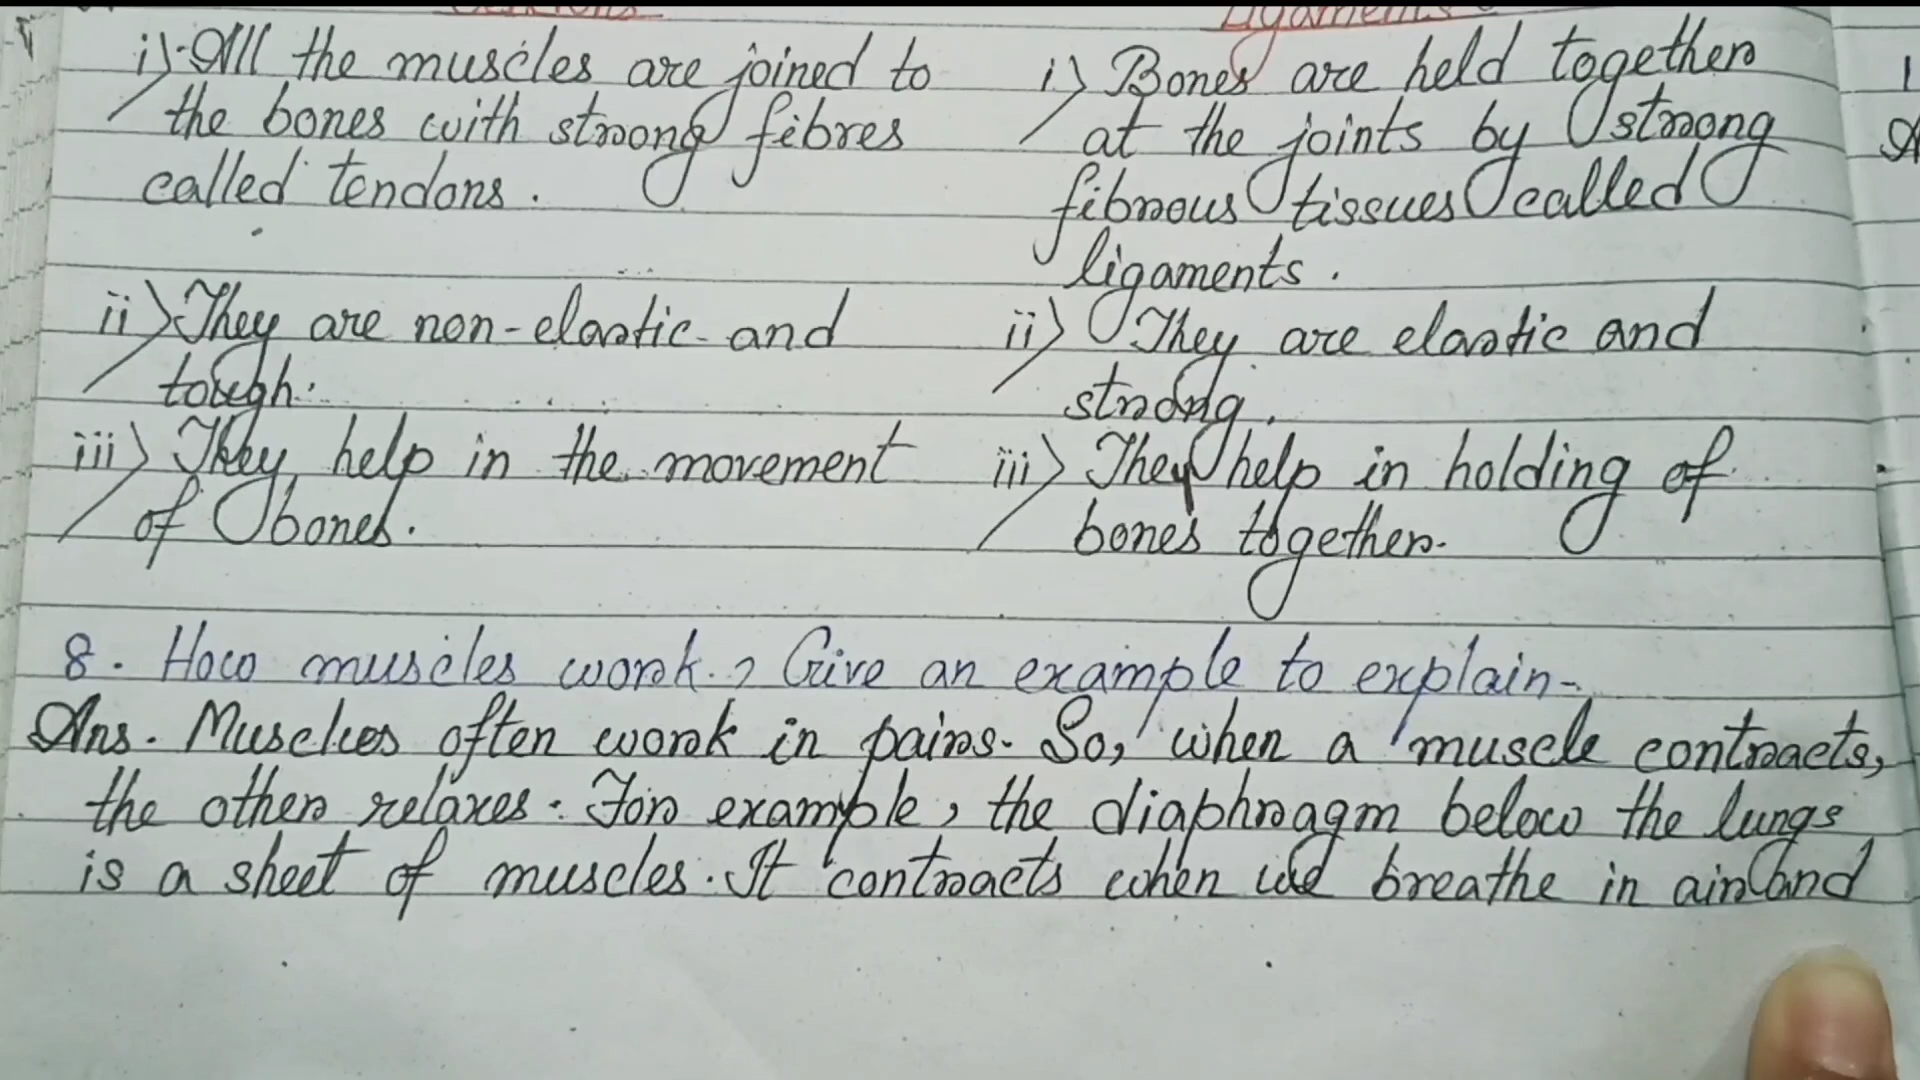 Tendons
Ligaments
i) All the muscles are joined to
the bones with strong fibres
called tendons.
ii) They are non-elastic and
tough.
iii) They help in the movement
of bones.
i) Bones are held together
at the joints by strong
fibrous tissues called
ligaments.
ii) They are elastic and
strong.
iii) They help in holding of
bones together.
8. How muscles work? Give an example to explain-
Ans. Muscles often work in pairs. So, when a muscle contracts,
the other relaxes. For example, the diaphragm below the lungs
is a sheet of muscles. It contracts when we breathe in air and